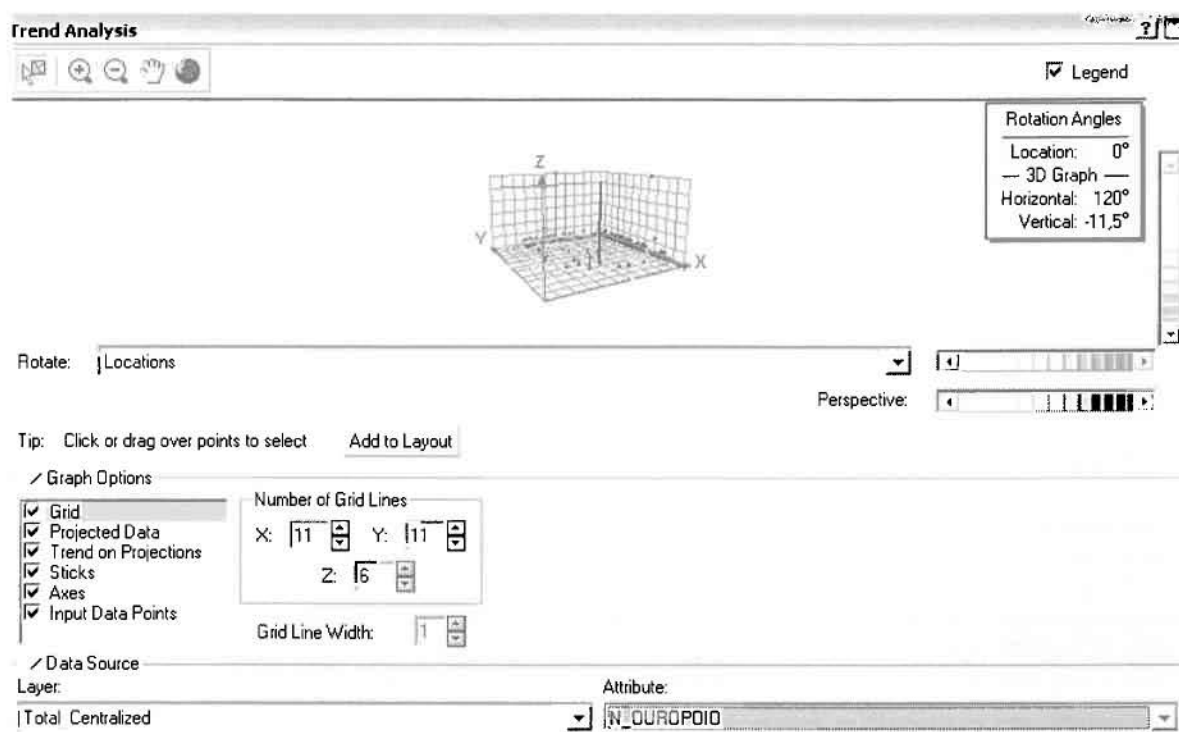 Trend Analysis
?
Legend
Rotation Angles
Location: 0°
— 3D Graph —
Horizontal: 120°
Vertical: -11,5°
Z
Y
X
Rotate: Locations
Perspective:
Tip: Click or drag over points to select Add to Layout
Graph Options
Grid
Projected Data
Trend on Projections
Sticks
Axes
Input Data Points
Number of Grid Lines
X: 11 Y: 11
Z: 6
Grid Line Width: 1
Data Source
Layer: Attribute:
Total Centralized N_OUROPOIO